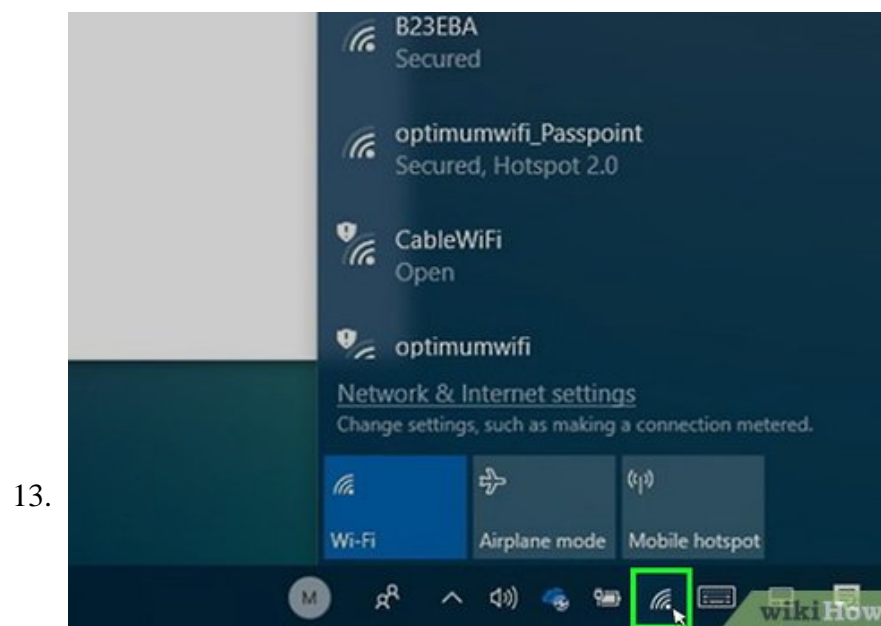 B23EBA
Secured
optimumwifi_Passpoint
Secured, Hotspot 2.0
CableWiFi
Open
optimumwifi
Network & Internet settings
Change settings, such as making a connection metered.
13.
Wi-Fi
Airplane mode
Mobile hotspot
M
wikiHow